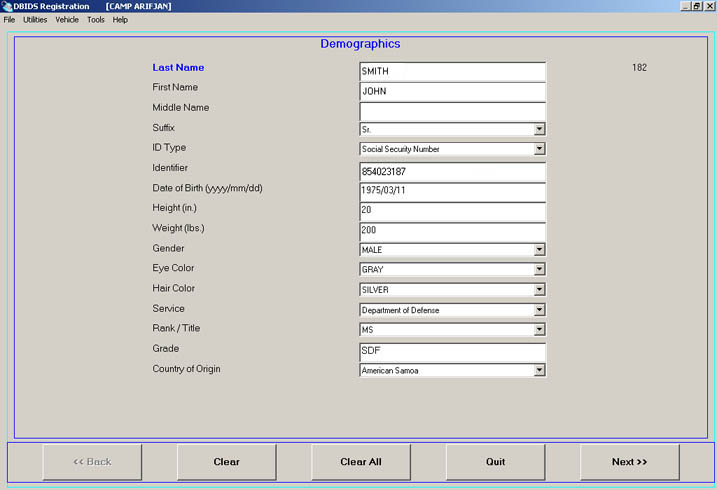 DBIDS Registration [CAMP ARIFJAN]
File Utilities Vehicle Tools Help
Demographics
Last Name SMITH 182
First Name JOHN
Middle Name
Suffix Sr.
ID Type Social Security Number
Identifier 854023187
Date of Birth (yyyy/mm/dd) 1975/03/11
Height (in.) 20
Weight (lbs.) 200
Gender MALE
Eye Color GRAY
Hair Color SILVER
Service Department of Defense
Rank / Title MS
Grade SDF
Country of Origin American Samoa
<< Back Clear Clear All Quit Next >>